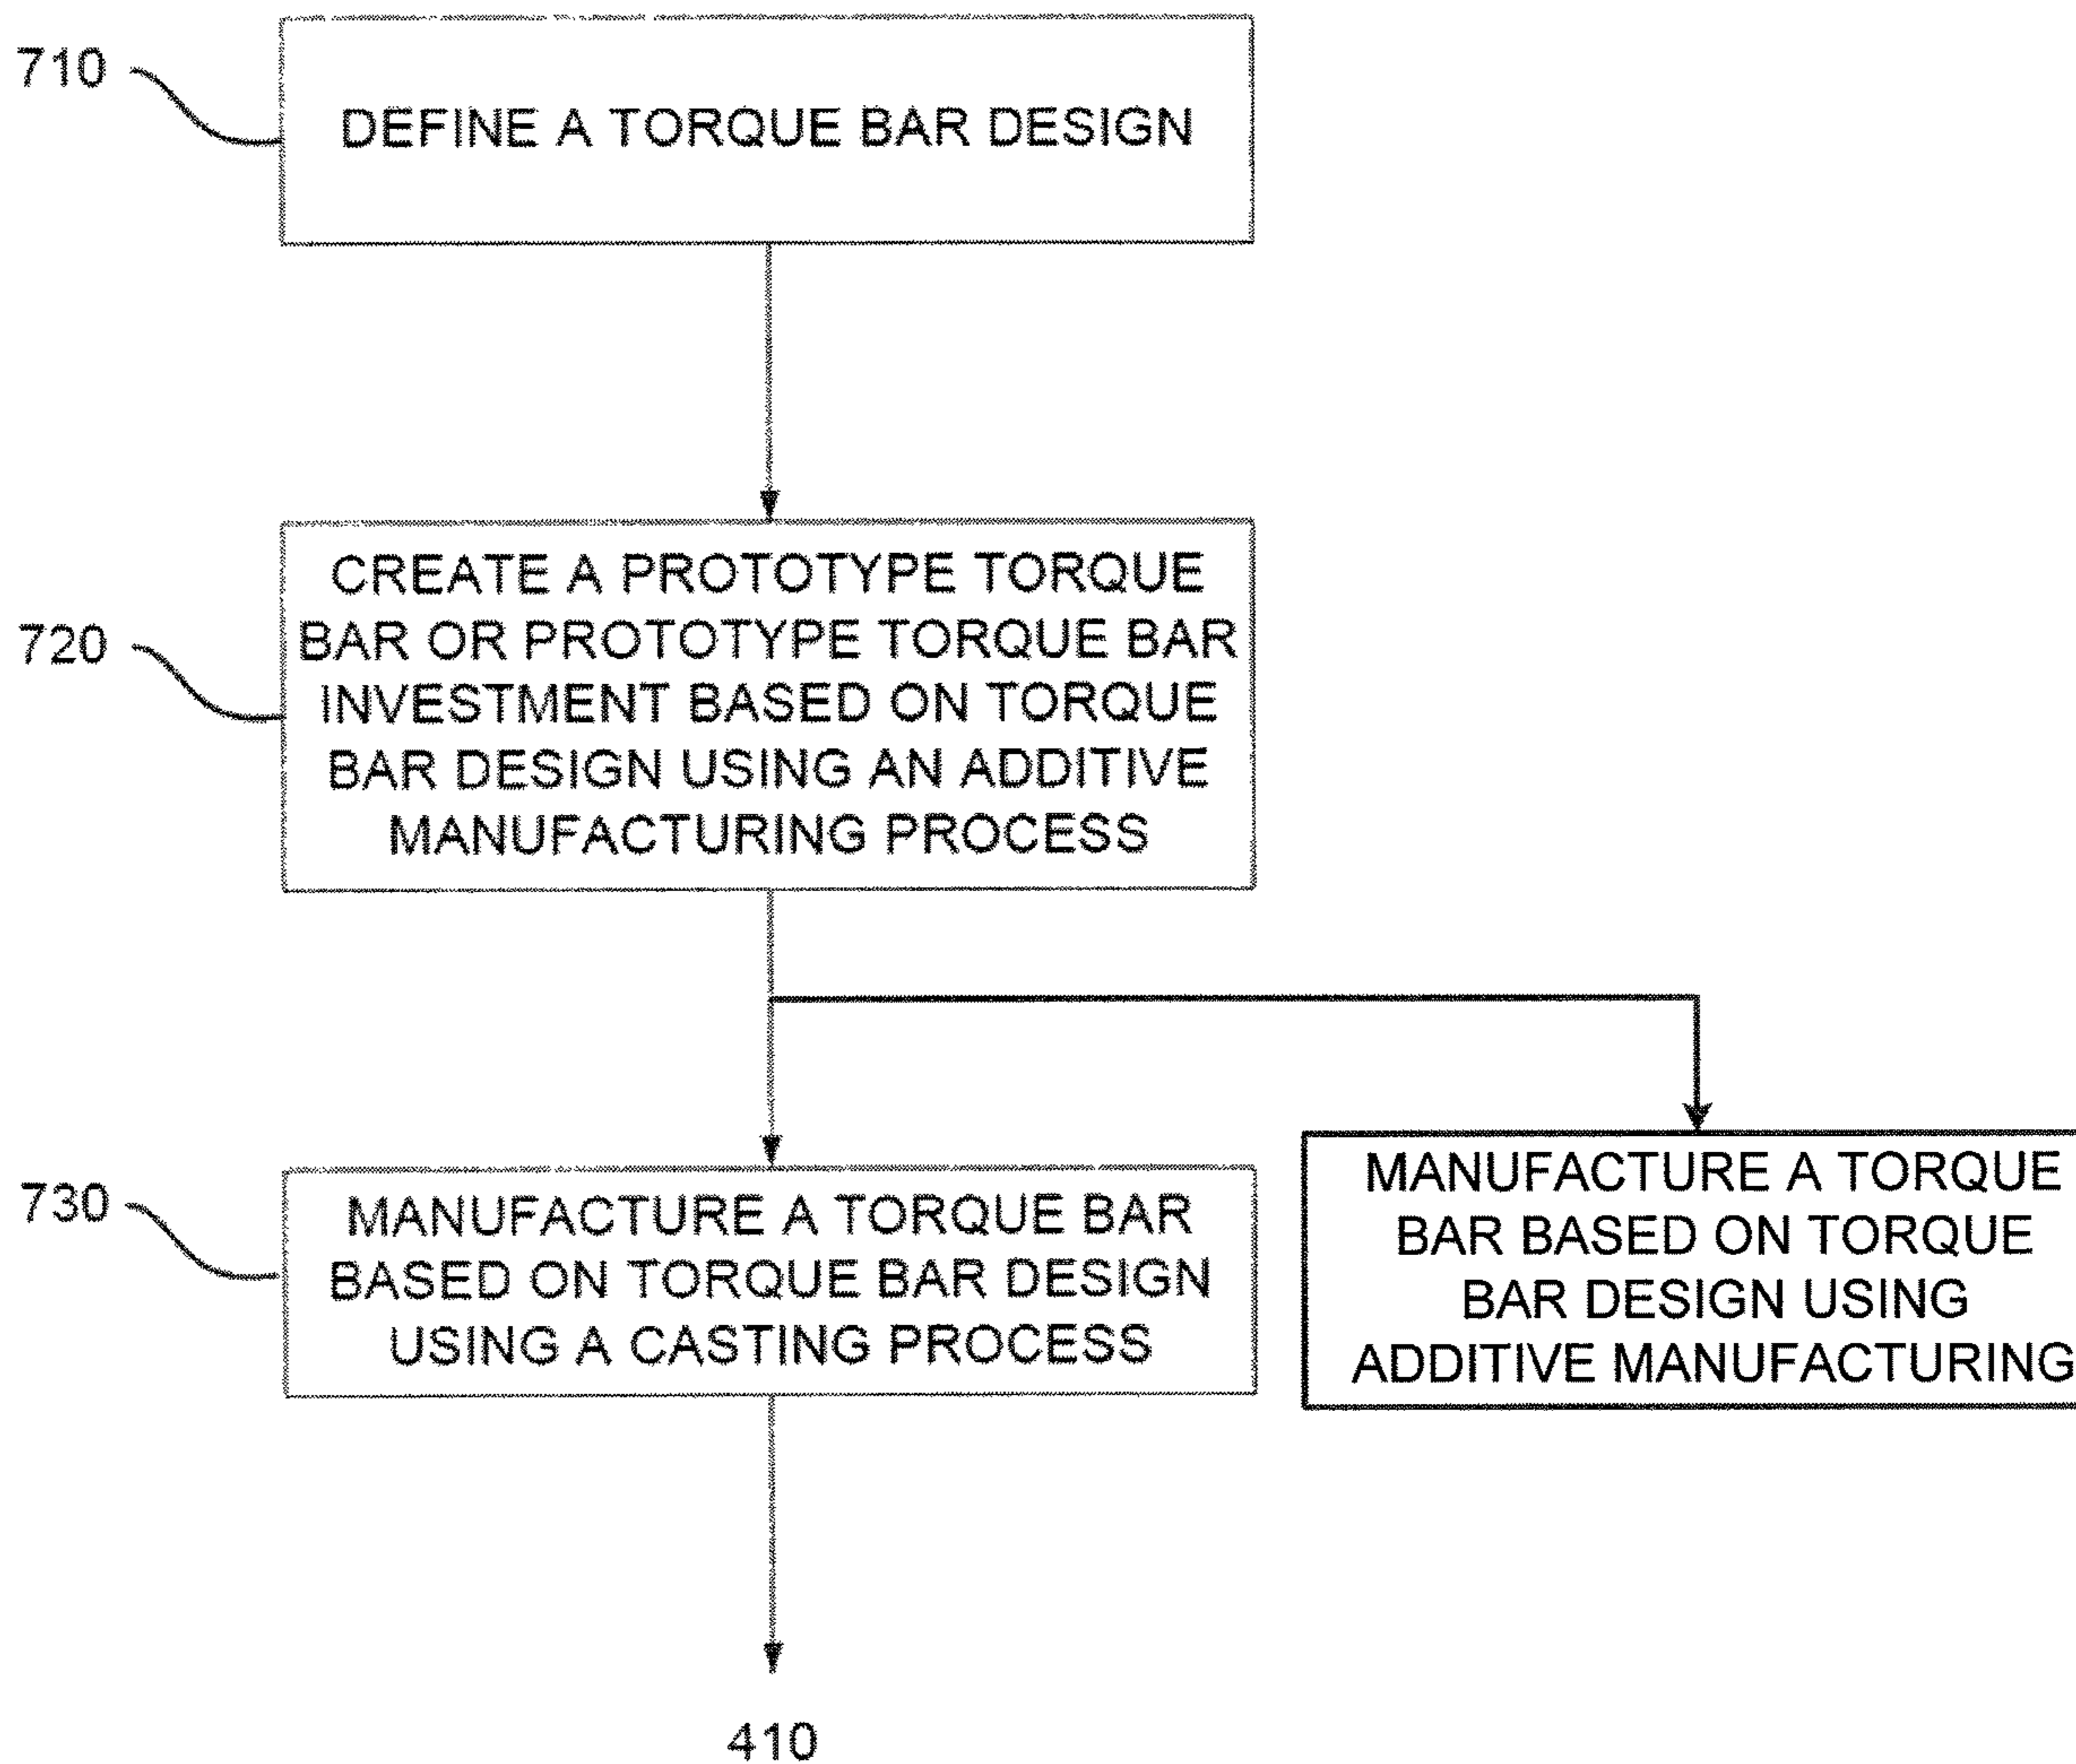 710
DEFINE A TORQUE BAR DESIGN
720
CREATE A PROTOTYPE TORQUE
BAR OR PROTOTYPE TORQUE BAR
INVESTMENT BASED ON TORQUE
BAR DESIGN USING AN ADDITIVE
MANUFACTURING PROCESS
730
MANUFACTURE A TORQUE BAR
BASED ON TORQUE BAR DESIGN
USING A CASTING PROCESS
MANUFACTURE A TORQUE
BAR BASED ON TORQUE
BAR DESIGN USING
ADDITIVE MANUFACTURING
410